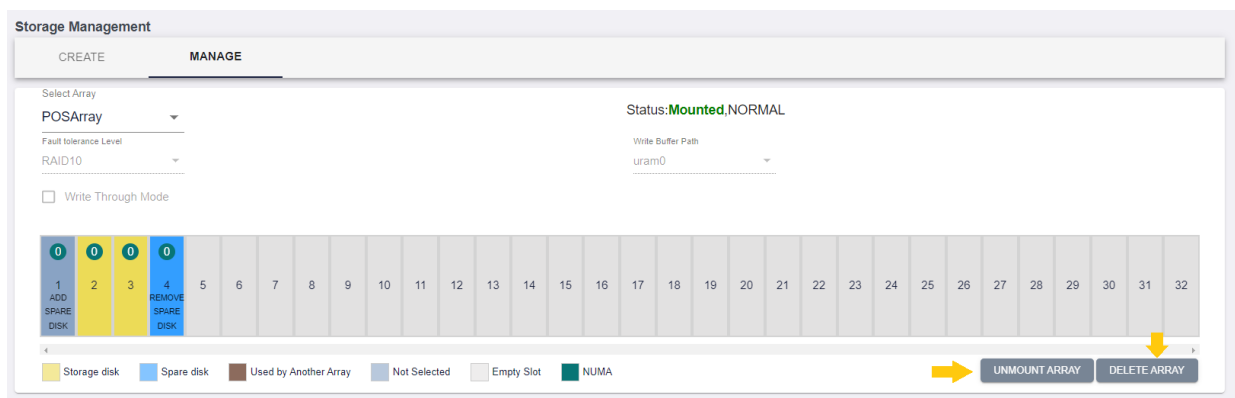 Storage Management
CREATE MANAGE
Select Array
POSArray
Status:Mounted,NORMAL
Fault tolerance Level
RAID10
Write Buffer Path
uram0
Write Through Mode
0 0 0 0
1 2 3 4 5 6 7 8 9 10 11 12 13 14 15 16 17 18 19 20 21 22 23 24 25 26 27 28 29 30 31 32
ADD REMOVE
SPARE SPARE
DISK DISK
Storage disk Spare disk Used by Another Array Not Selected Empty Slot NUMA UNMOUNT ARRAY DELETE ARRAY